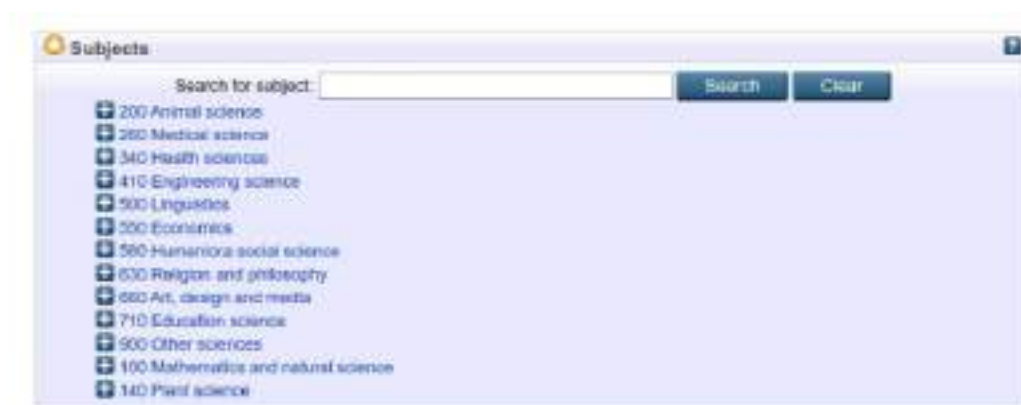 Subjects
Search for subject: Search Clear
200 Animal science
260 Medical science
340 Health sciences
410 Engineering science
500 Linguistics
550 Economics
580 Humaniora social science
630 Religion and philosophy
660 Art, design and media
710 Education science
900 Other sciences
100 Mathematics and natural science
140 Plant science